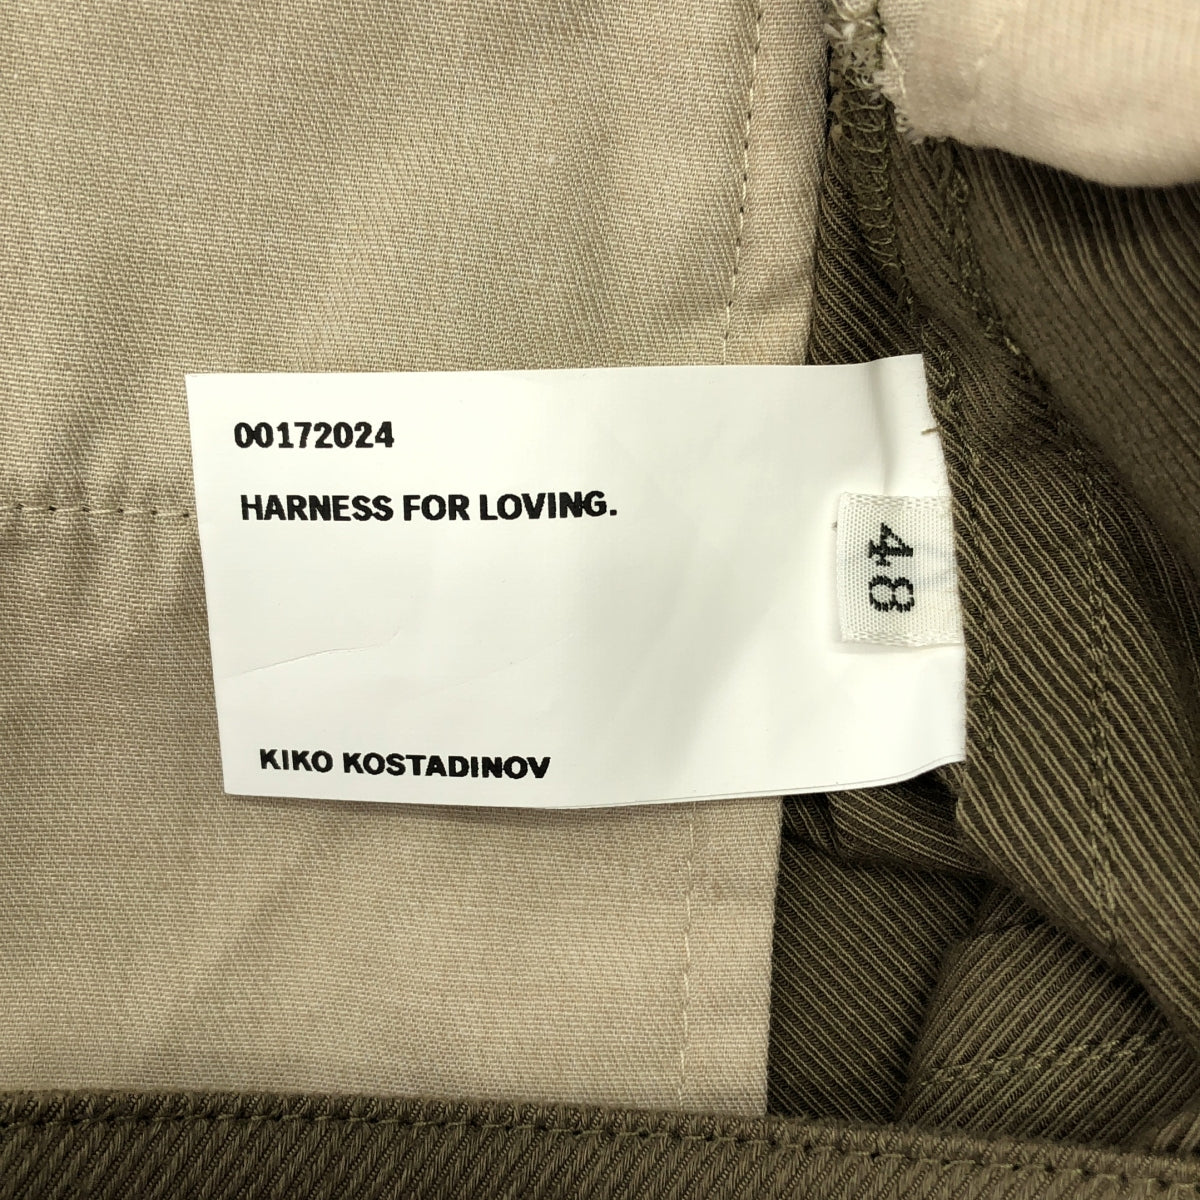 00172024
HARNESS FOR LOVING.
48
KIKO KOSTADINOV